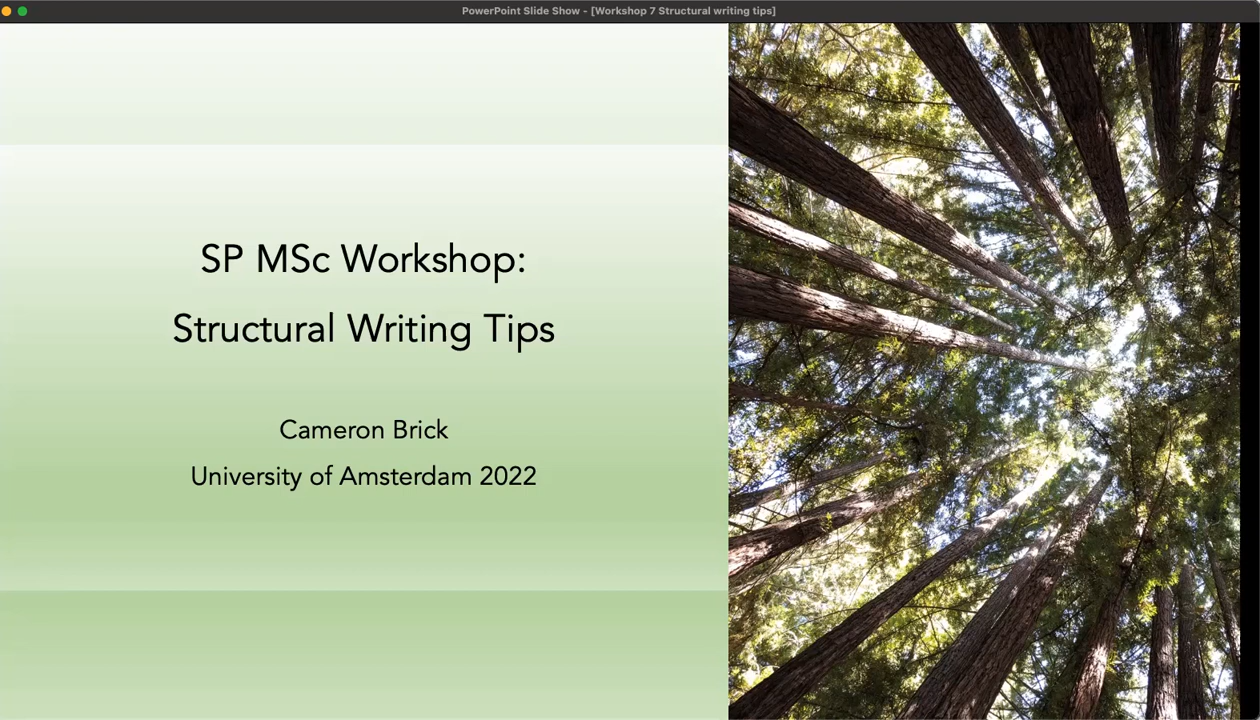 PowerPoint Slide Show - [Workshop 7 Structural writing tips]
SP MSc Workshop:
Structural Writing Tips
Cameron Brick
University of Amsterdam 2022